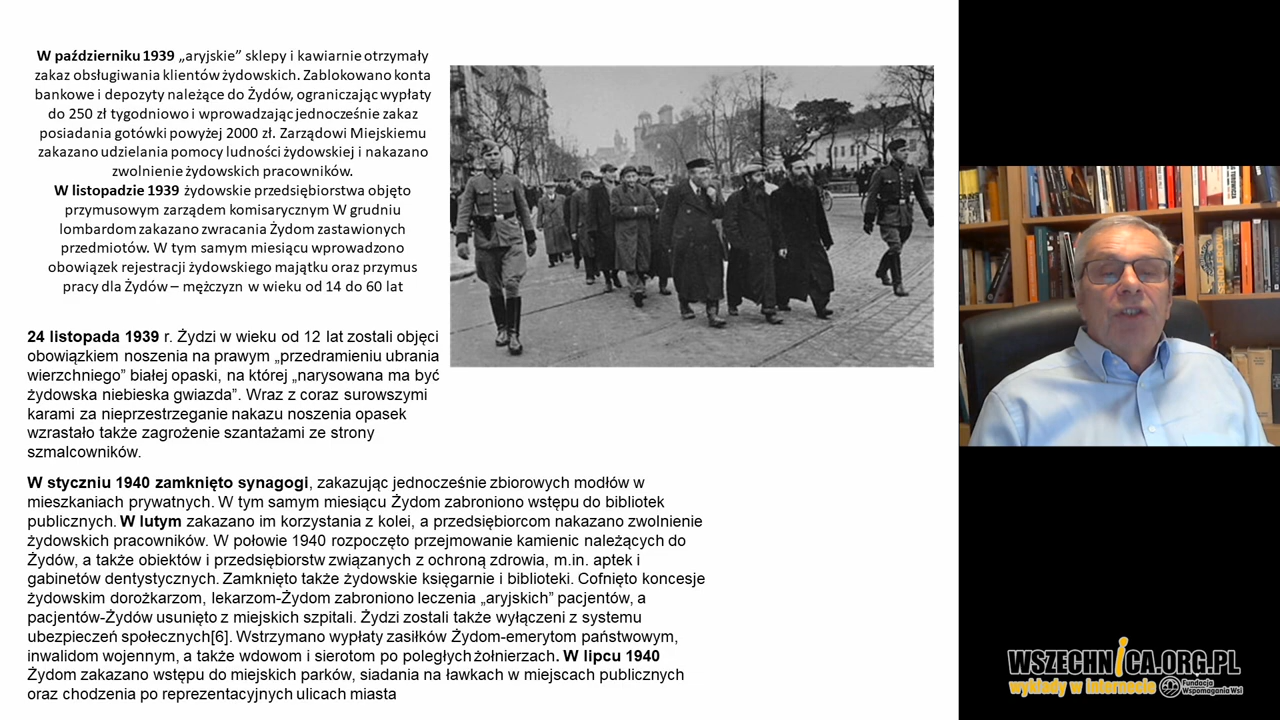 W październiku 1939 „aryjskie” sklepy i kawiarnie otrzymały
zakaz obsługiwania klientów żydowskich. Zablokowano konta
bankowe i depozyty należące do Żydów, ograniczając wypłaty
do 250 zł tygodniowo i wprowadzając jednocześnie zakaz
posiadania gotówki powyżej 2000 zł. Zarządowi Miejskiemu
zakazano udzielania pomocy ludności żydowskiej i nakazano
zwolnienie żydowskich pracowników.
W listopadzie 1939 żydowskie przedsiębiorstwa objęto
przymusowym zarządem komisarycznym W grudniu
lombardom zakazano zwracania Żydom zastawionych
przedmiotów. W tym samym miesiącu wprowadzono
obowiązek rejestracji żydowskiego majątku oraz przymus
pracy dla Żydów – mężczyzn w wieku od 14 do 60 lat
24 listopada 1939 r. Żydzi w wieku od 12 lat zostali objęci
obowiązkiem noszenia na prawym „przedramieniu ubrania
wierzchniego” białej opaski, na której „narysowana ma być
żydowska niebieska gwiazda”. Wraz z coraz surowszymi
karami za nieprzestrzeganie nakazu noszenia opasek
wzrastało także zagrożenie szantażami ze strony
szmalcowników.
W styczniu 1940 zamknięto synagogi, zakazując jednocześnie zbiorowych modłów w
mieszkaniach prywatnych. W tym samym miesiącu Żydom zabroniono wstępu do bibliotek
publicznych. W lutym zakazano im korzystania z kolei, a przedsiębiorcom nakazano zwolnienie
żydowskich pracowników. W połowie 1940 rozpoczęto przejmowanie kamienic należących do
Żydów, a także obiektów i przedsiębiorstw związanych z ochroną zdrowia, m.in. aptek i
gabinetów dentystycznych. Zamknięto także żydowskie księgarnie i biblioteki. Cofnięto koncesje
żydowskim dorożkarzom, lekarzom-Żydom zabroniono leczenia „aryjskich” pacjentów, a
pacjentów-Żydów usunięto z miejskich szpitali. Żydzi zostali także wyłączeni z systemu
ubezpieczeń społecznych[6]. Wstrzymano wypłaty zasiłków Żydom-emerytom państwowym,
inwalidom wojennym, a także wdowom i sierotom po poległych żołnierzach. W lipcu 1940
Żydom zakazano wstępu do miejskich parków, siadania na ławkach w miejscach publicznych
oraz chodzenia po reprezentacyjnych ulicach miasta
WSZECHNICA.ORG.PL
wykłady w internecie
Fundacja
Wspomagania Wsi